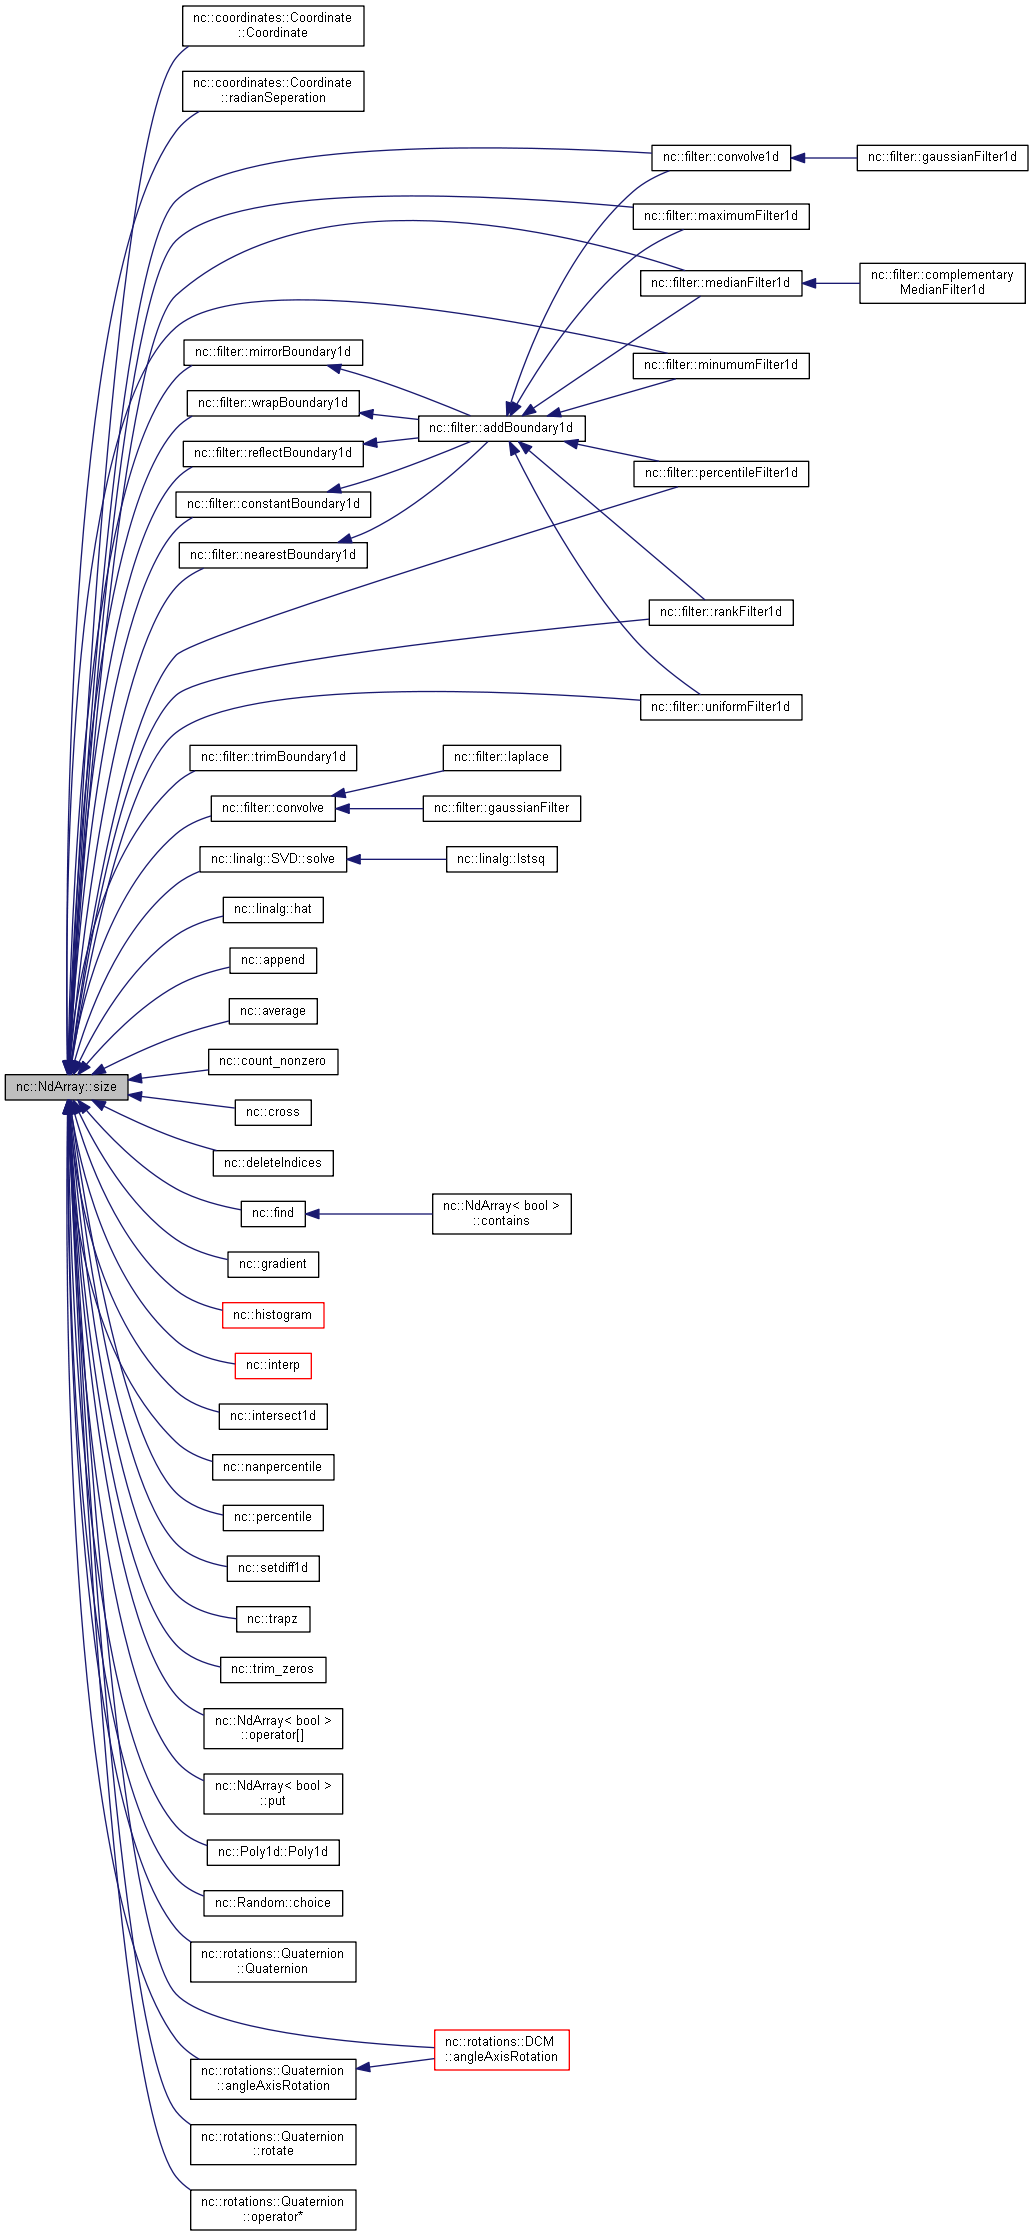 nc::coordinates::Coordinate
::Coordinate
nc::coordinates::Coordinate
::radianSeperation
nc::filter::convolve1d
nc::filter::gaussianFilter1d
nc::filter::maximumFilter1d
nc::filter::medianFilter1d
nc::filter::complementary
MedianFilter1d
nc::filter::mirrorBoundary1d
nc::filter::minumumFilter1d
nc::filter::wrapBoundary1d
nc::filter::addBoundary1d
nc::filter::reflectBoundary1d
nc::filter::percentileFilter1d
nc::filter::constantBoundary1d
nc::filter::nearestBoundary1d
nc::filter::rankFilter1d
nc::filter::uniformFilter1d
nc::filter::trimBoundary1d
nc::filter::laplace
nc::filter::convolve
nc::filter::gaussianFilter
nc::linalg::SVD::solve
nc::linalg::lstsq
nc::linalg::hat
nc::append
nc::average
nc::count_nonzero
nc::NdArray::size
nc::cross
nc::deleteIndices
nc::find
nc::NdArray< bool >
::contains
nc::gradient
nc::histogram
nc::interp
nc::intersect1d
nc::nanpercentile
nc::percentile
nc::setdiff1d
nc::trapz
nc::trim_zeros
nc::NdArray< bool >
::operator[]
nc::NdArray< bool >
::put
nc::Poly1d::Poly1d
nc::Random::choice
nc::rotations::Quaternion
::Quaternion
nc::rotations::DCM
::angleAxisRotation
nc::rotations::Quaternion
::angleAxisRotation
nc::rotations::Quaternion
::rotate
nc::rotations::Quaternion
::operator*